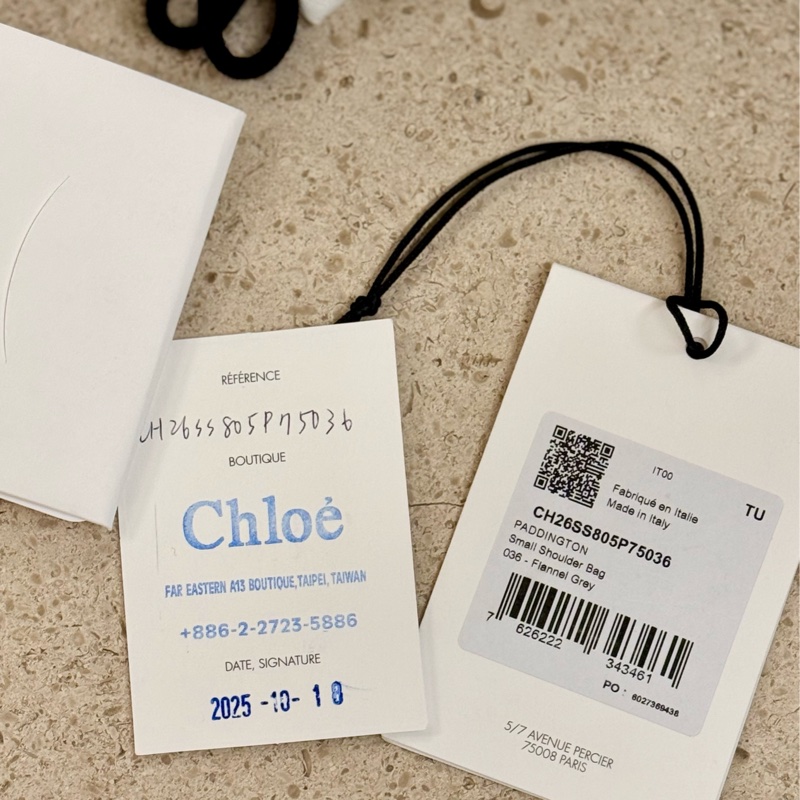 RÉFÉRENCE
CH26SS805P75036
BOUTIQUE
Chloé
FAR EASTERN A13 BOUTIQUE,TAIPEI,TAIWAN
+886-2-2723-5886
DATE, SIGNATURE
2025-10-18
IT00
TU
Fabriqué en Italie
Made in Italy
CH26SS805P75036
PADDINGTON
Small Shoulder Bag
036 - Flannel Grey
7 626222 343461
PO : 6027369436
5/7 AVENUE PERCIER
75008 PARIS